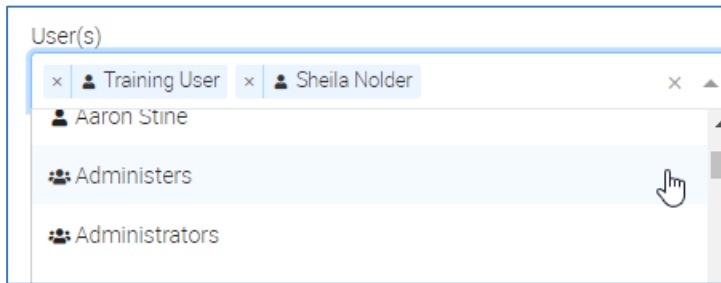 User(s)
× Training User × Sheila Nolder ×
Aaron Stine
Administers
Administrators